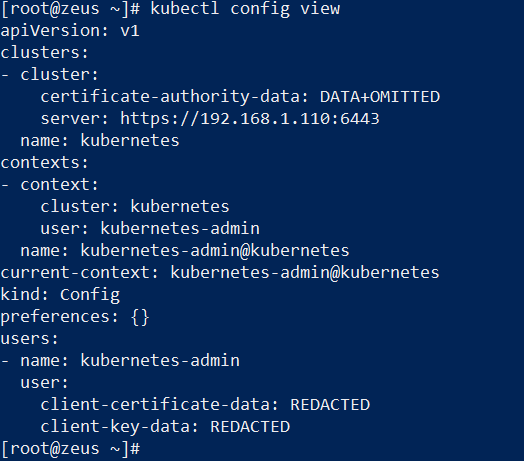 [root@zeus ~]# kubectl config view
apiVersion: v1
clusters:
- cluster:
    certificate-authority-data: DATA+OMITTED
    server: https://192.168.1.110:6443
  name: kubernetes
contexts:
- context:
    cluster: kubernetes
    user: kubernetes-admin
  name: kubernetes-admin@kubernetes
current-context: kubernetes-admin@kubernetes
kind: Config
preferences: {}
users:
- name: kubernetes-admin
  user:
    client-certificate-data: REDACTED
    client-key-data: REDACTED
[root@zeus ~]#